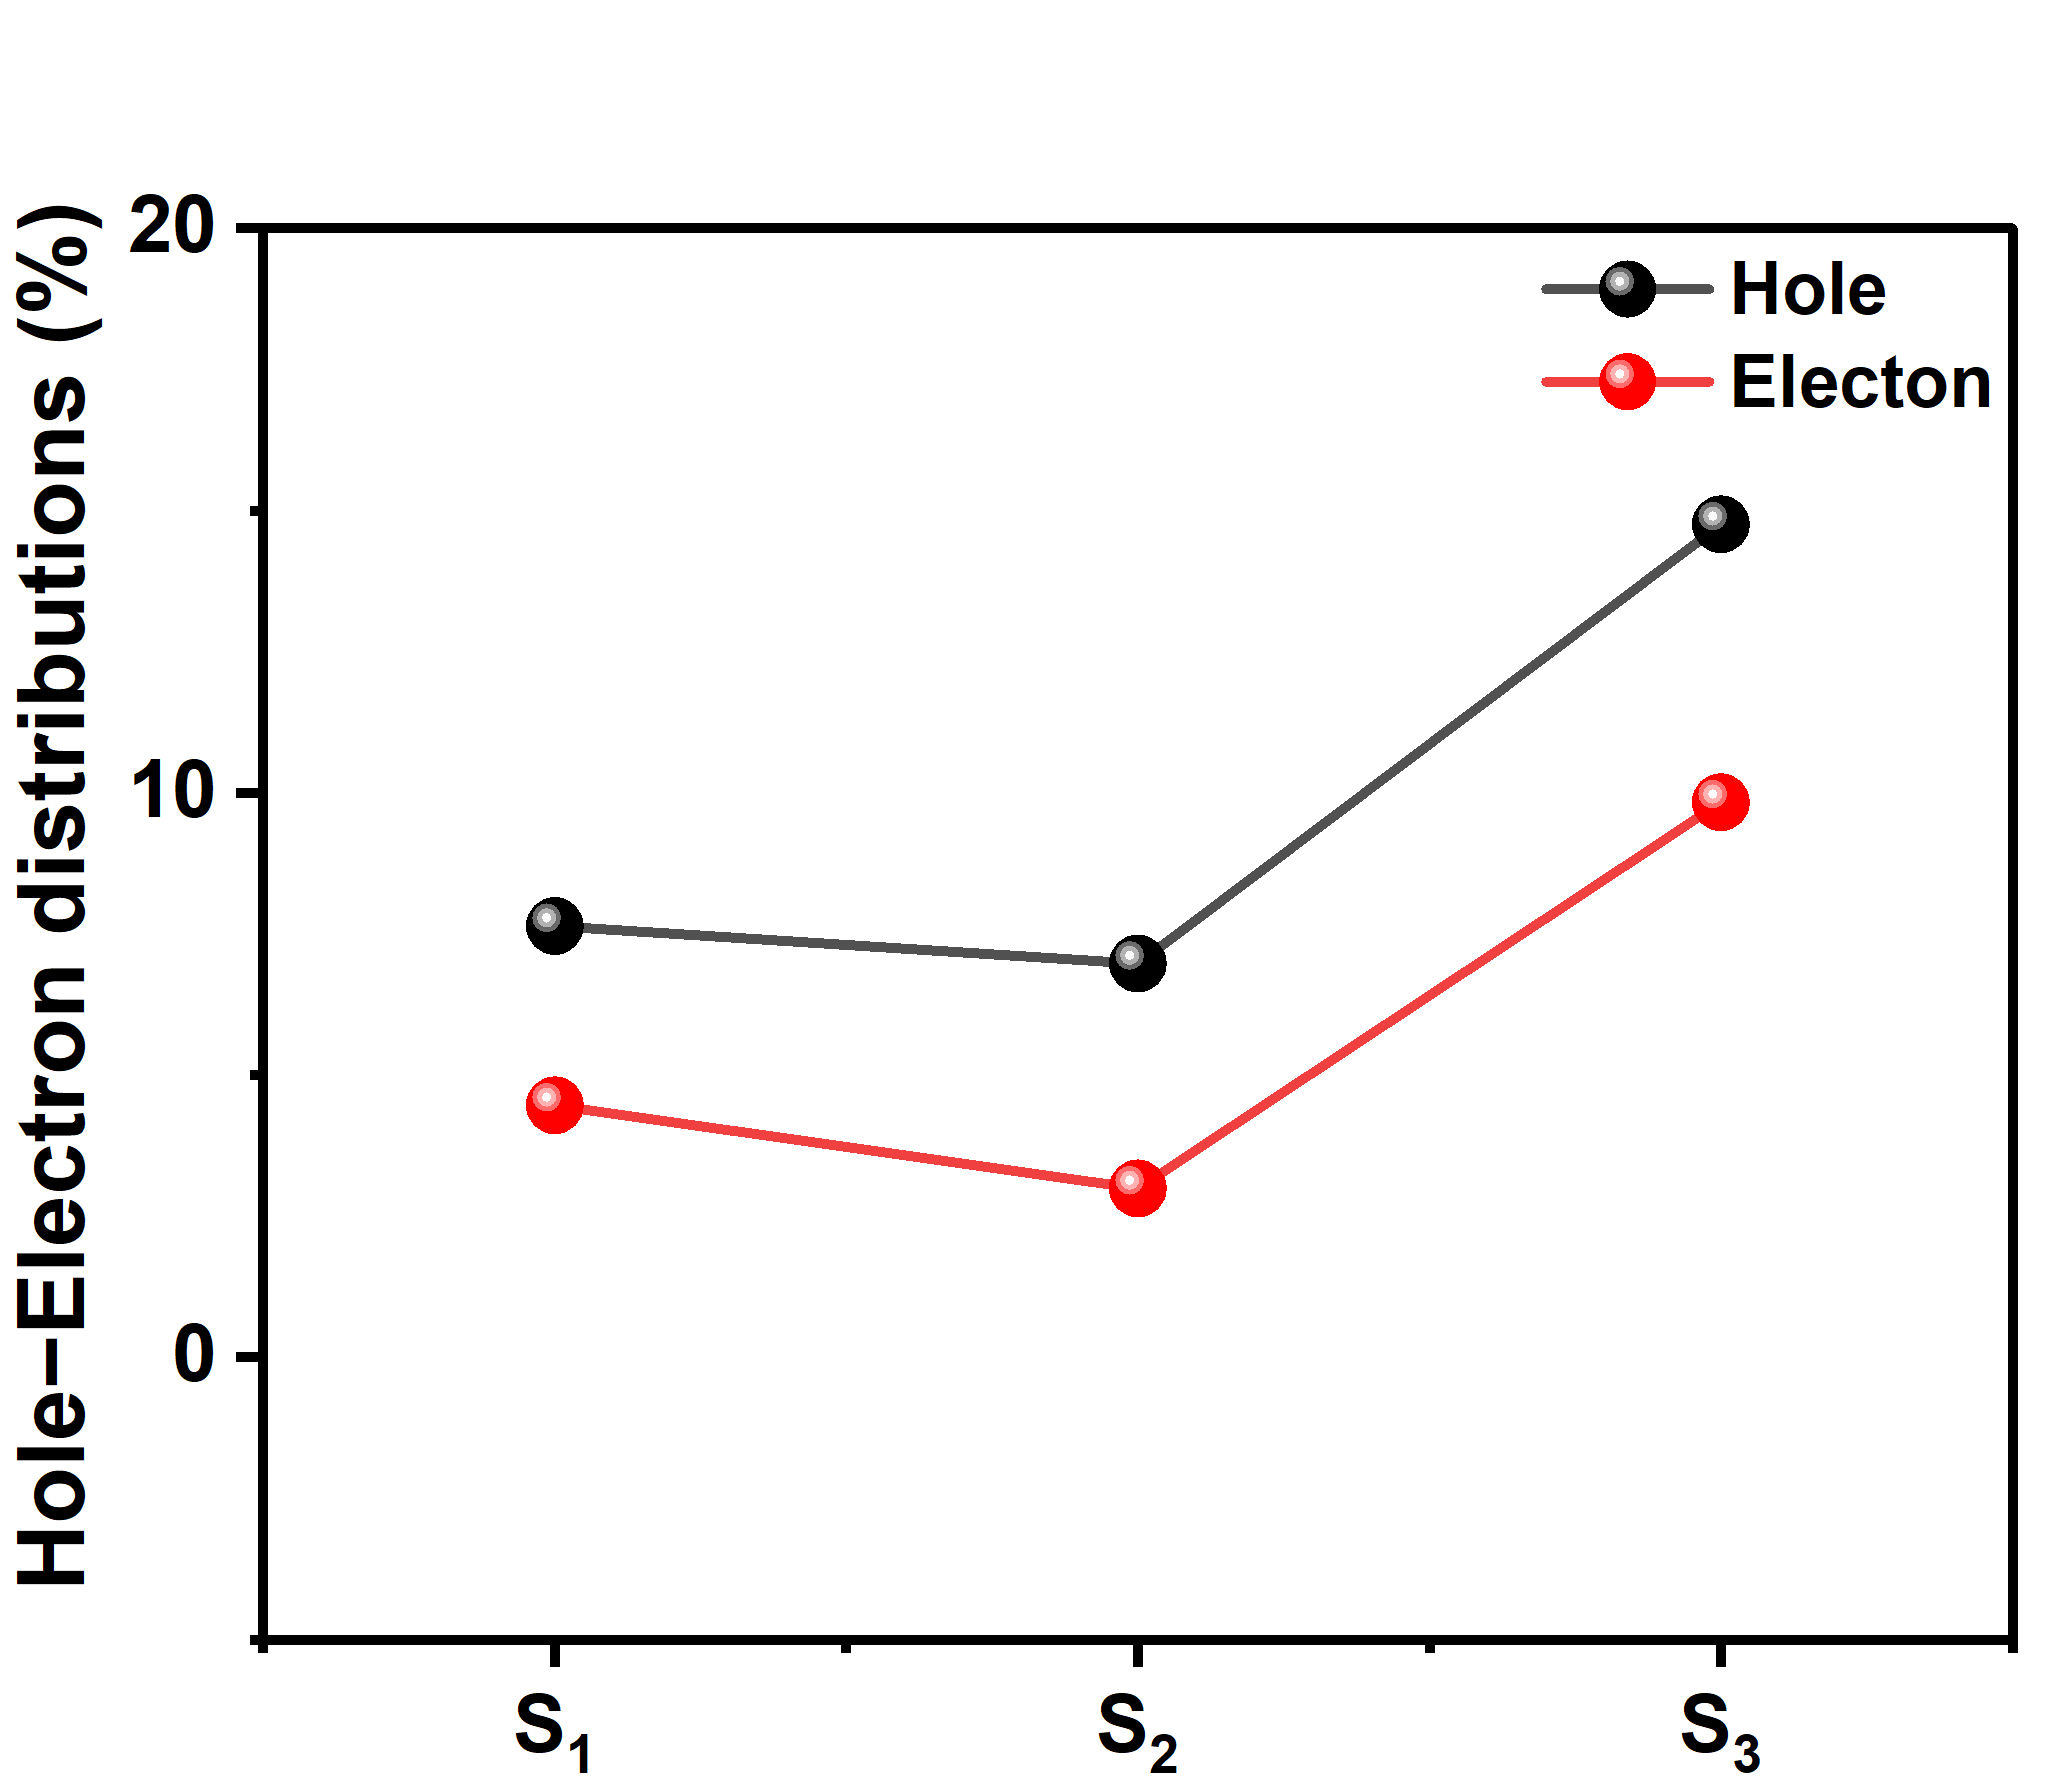 Hole–Electron distributions (%)
20
10
0
Hole
Electon
S₁
S₂
S₃